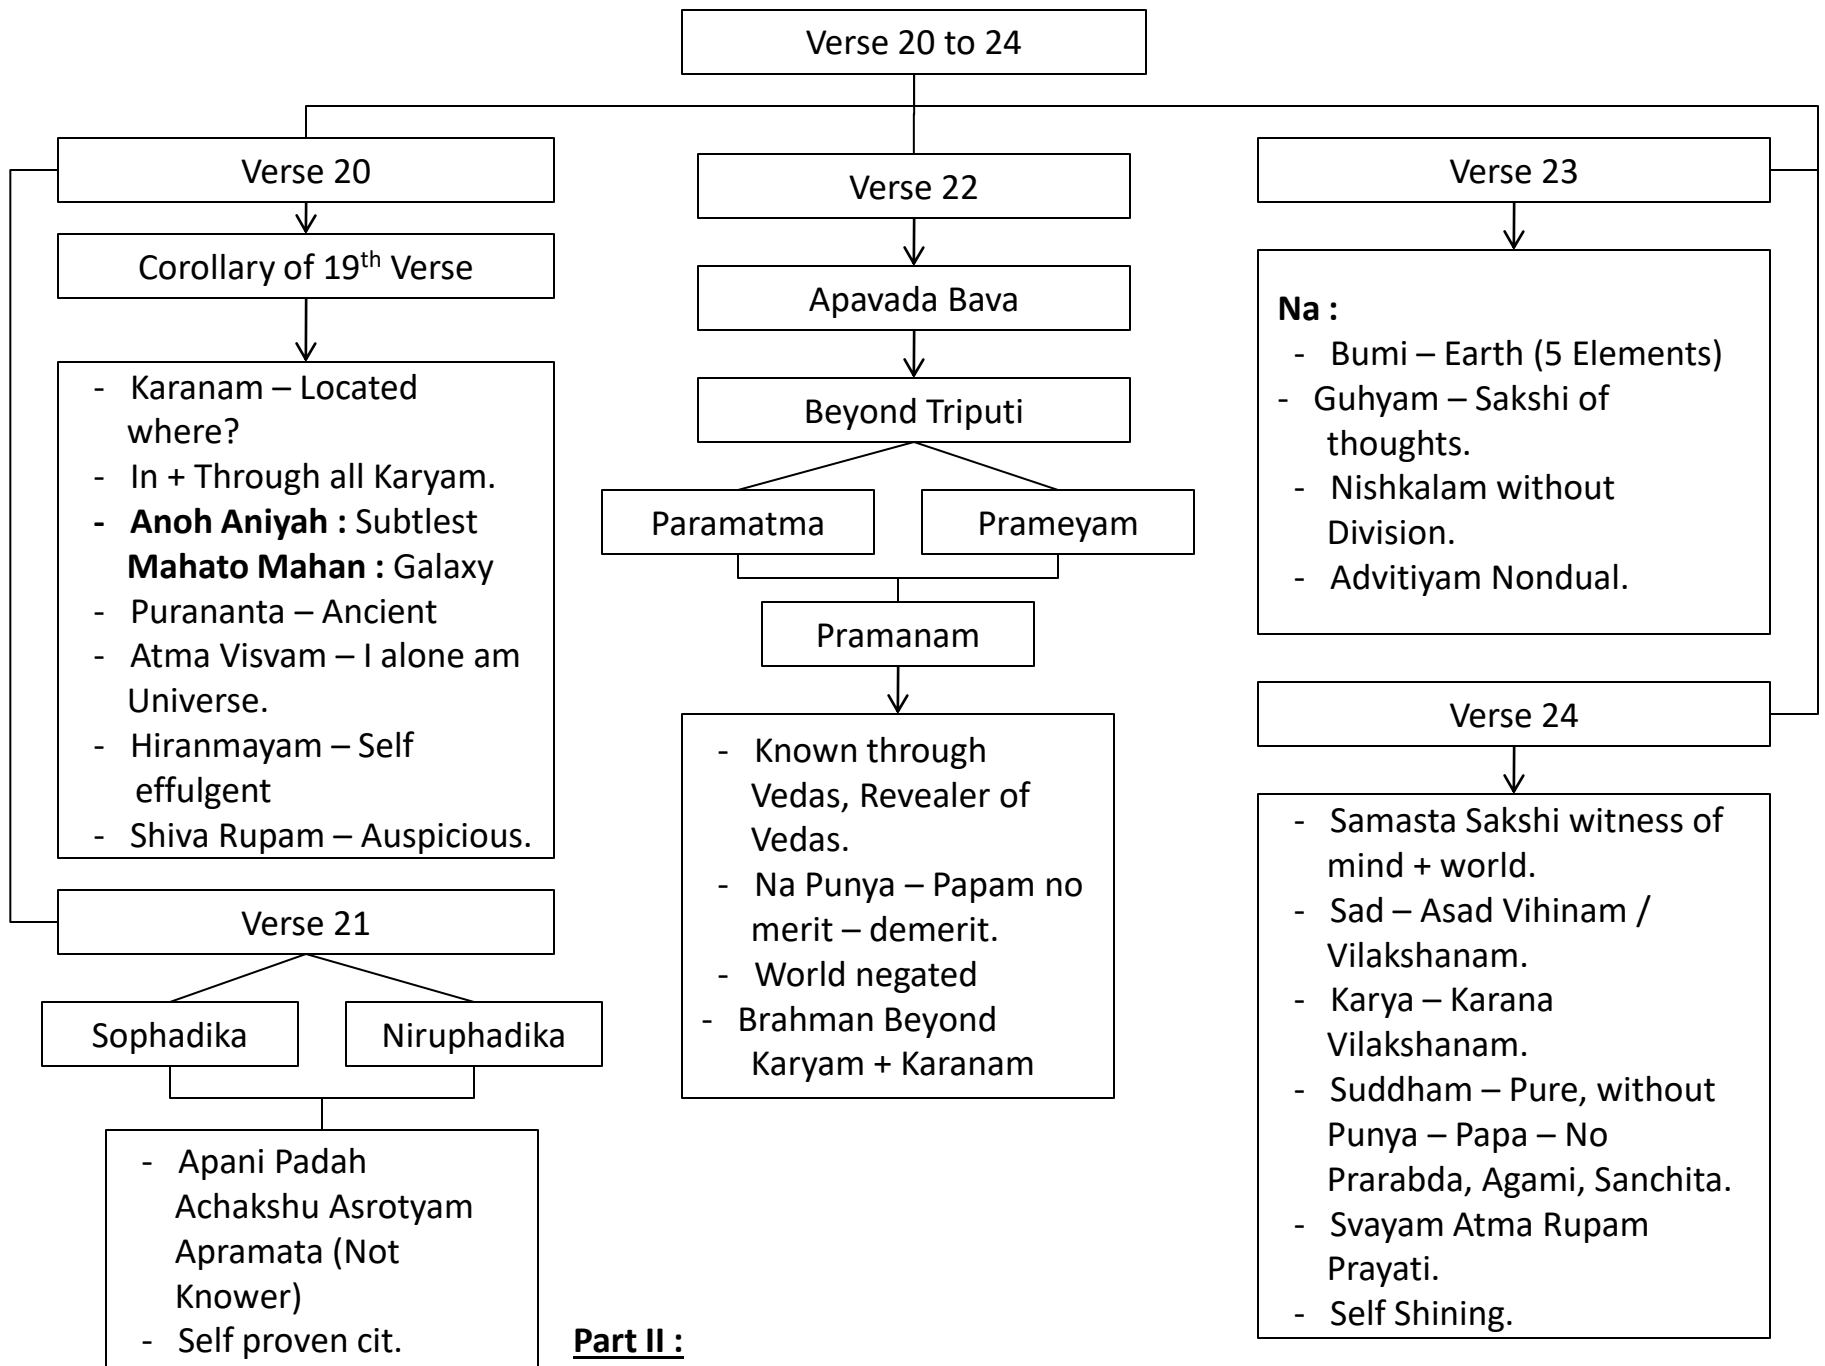 Verse 20 to 24
Verse 20
Corollary of 19th Verse
- Karanam – Located
where?
- In + Through all Karyam.
- Anoh Aniyah : Subtlest
Mahato Mahan : Galaxy
- Purananta – Ancient
- Atma Visvam – I alone am
Universe.
- Hiranmayam – Self
effulgent
- Shiva Rupam – Auspicious.
Verse 21
Sophadika
Niruphadika
- Apani Padah
Achakshu Asrotyam
Apramata (Not
Knower)
- Self proven cit.
Verse 22
Apavada Bava
Beyond Triputi
Paramatma
Prameyam
Pramanam
- Known through
Vedas, Revealer of
Vedas.
- Na Punya – Papam no
merit – demerit.
- World negated
- Brahman Beyond
Karyam + Karanam
Verse 23
Na :
- Bumi – Earth (5 Elements)
- Guhyam – Sakshi of
thoughts.
- Nishkalam without
Division.
- Advitiyam Nondual.
Verse 24
- Samasta Sakshi witness of
mind + world.
- Sad – Asad Vihinam /
Vilakshanam.
- Karya – Karana
Vilakshanam.
- Suddham – Pure, without
Punya – Papa – No
Prarabda, Agami, Sanchita.
- Svayam Atma Rupam
Prayati.
- Self Shining.
Part II :